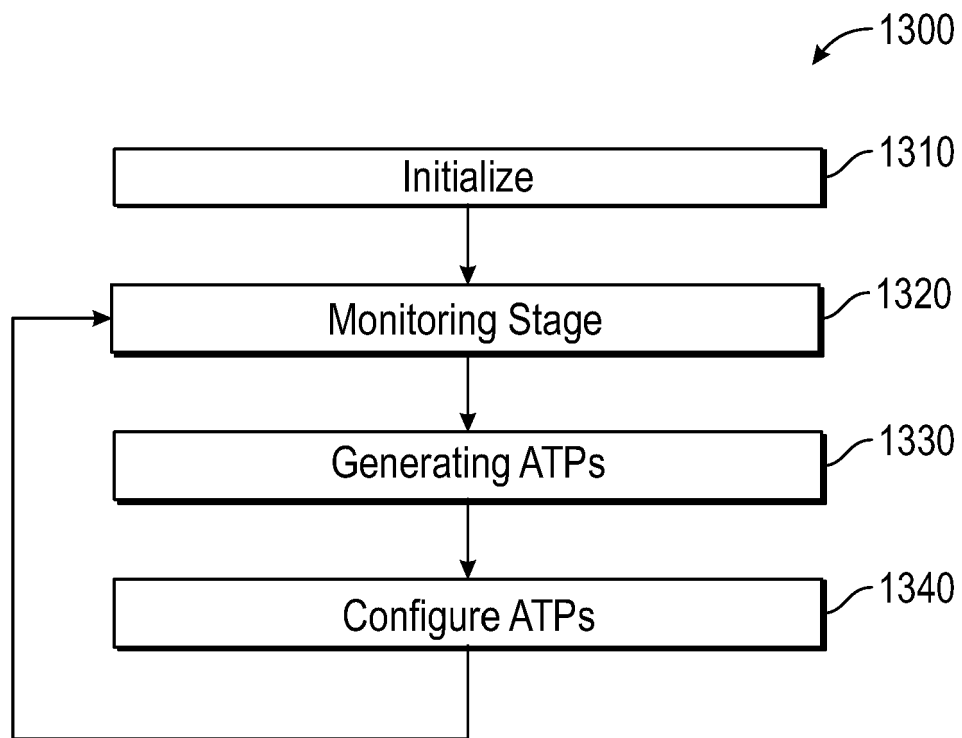 1300
Initialize
1310
Monitoring Stage
1320
Generating ATPs
1330
Configure ATPs
1340